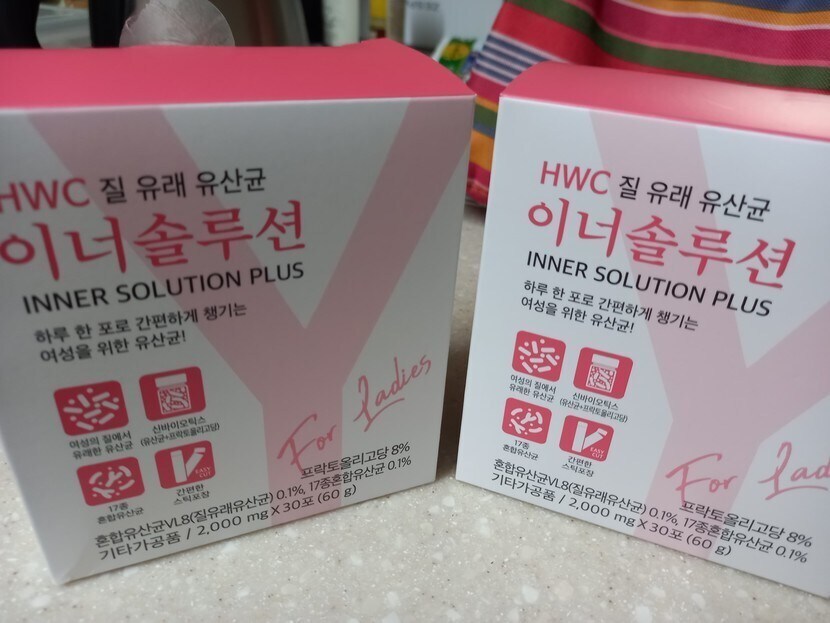 HWC 질 유래 유산균
이너솔루션
INNER SOLUTION PLUS
하루 한 포로 간편하게 챙기는
여성을 위한 유산균!
여성의 질에서
유래한 유산균
신바이오틱스
(유산균+프락토올리고당)
17종
혼합유산균
EASY
CUT
간편한
스틱포장
For Ladies
프락토올리고당 8%
혼합유산균VL8(질유래유산균) 0.1%, 17종혼합유산균 0.1%
기타가공품 / 2,000 mg X 30포 (60 g)
HWC 질 유래 유산균
이너솔루션
INNER SOLUTION PLUS
하루 한 포로 간편하게 챙기는
여성을 위한 유산균!
여성의 질에서
유래한 유산균
신바이오틱스
(유산균+프락토올리고당)
17종
혼합유산균
EASY
CUT
간편한
스틱포장
For Ladi
프락토올리고당 8%
혼합유산균VL8(질유래유산균) 0.1%, 17종혼합유산균 0.1%
기타가공품 / 2,000 mg X 30포 (60 g)